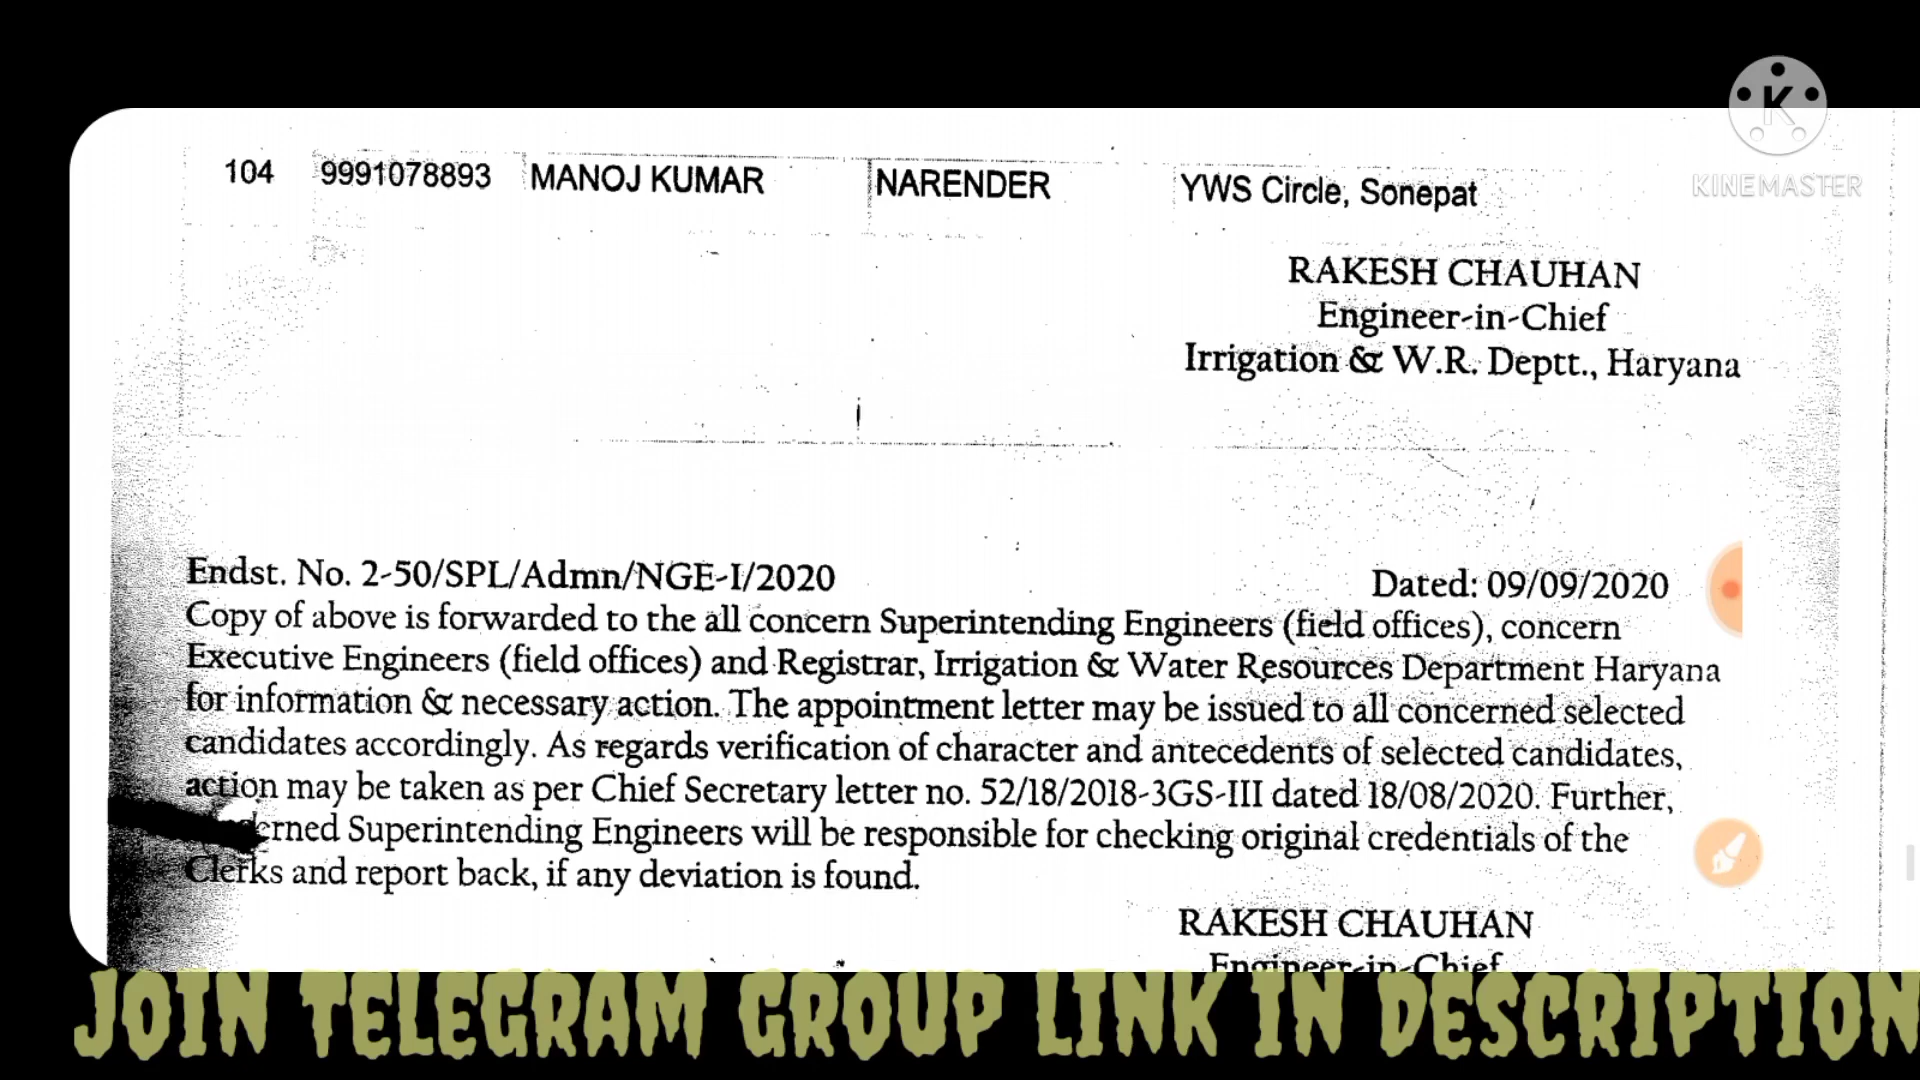 K
KINEMASTER
104 9991078893 MANOJ KUMAR NARENDER YWS Circle, Sonepat
RAKESH CHAUHAN
Engineer-in-Chief
Irrigation & W.R. Deptt., Haryana
Endst. No. 2-50/SPL/Admn/NGE-I/2020 Dated: 09/09/2020
Copy of above is forwarded to the all concern Superintending Engineers (field offices), concern
Executive Engineers (field offices) and Registrar, Irrigation & Water Resources Department Haryana
for information & necessary action. The appointment letter may be issued to all concerned selected
candidates accordingly. As regards verification of character and antecedents of selected candidates,
action may be taken as per Chief Secretary letter no. 52/18/2018-3GS-III dated 18/08/2020. Further,
Superintending Engineers will be responsible for checking original credentials of the
Clerks and report back, if any deviation is found.
RAKESH CHAUHAN
Engineer-in-Chief
JOIN TELEGRAM GROUP LINK IN DESCRIPTION